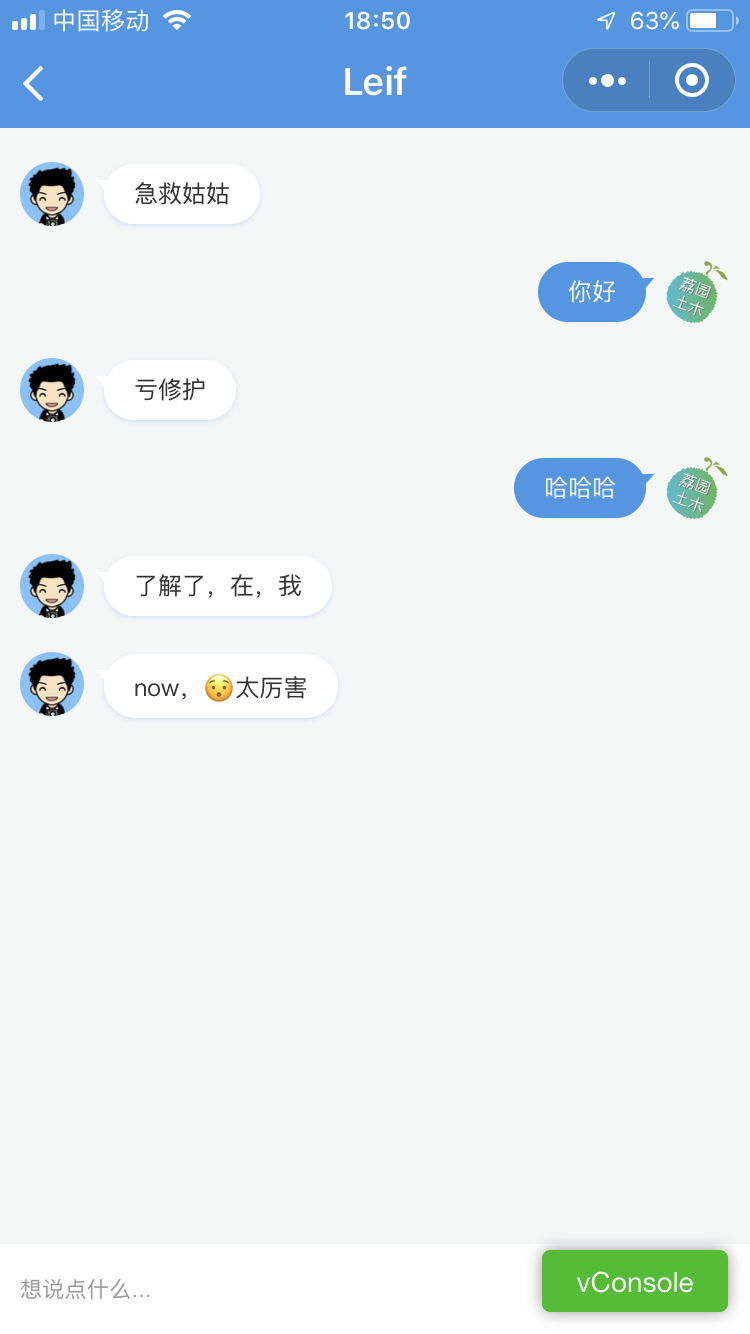 中国移动 18:50 63%
Leif
急救姑姑
你好
荔园
土木
亏修护
哈哈哈
荔园
土木
了解了，在，我
now，😯太厉害
想说点什么...
vConsole